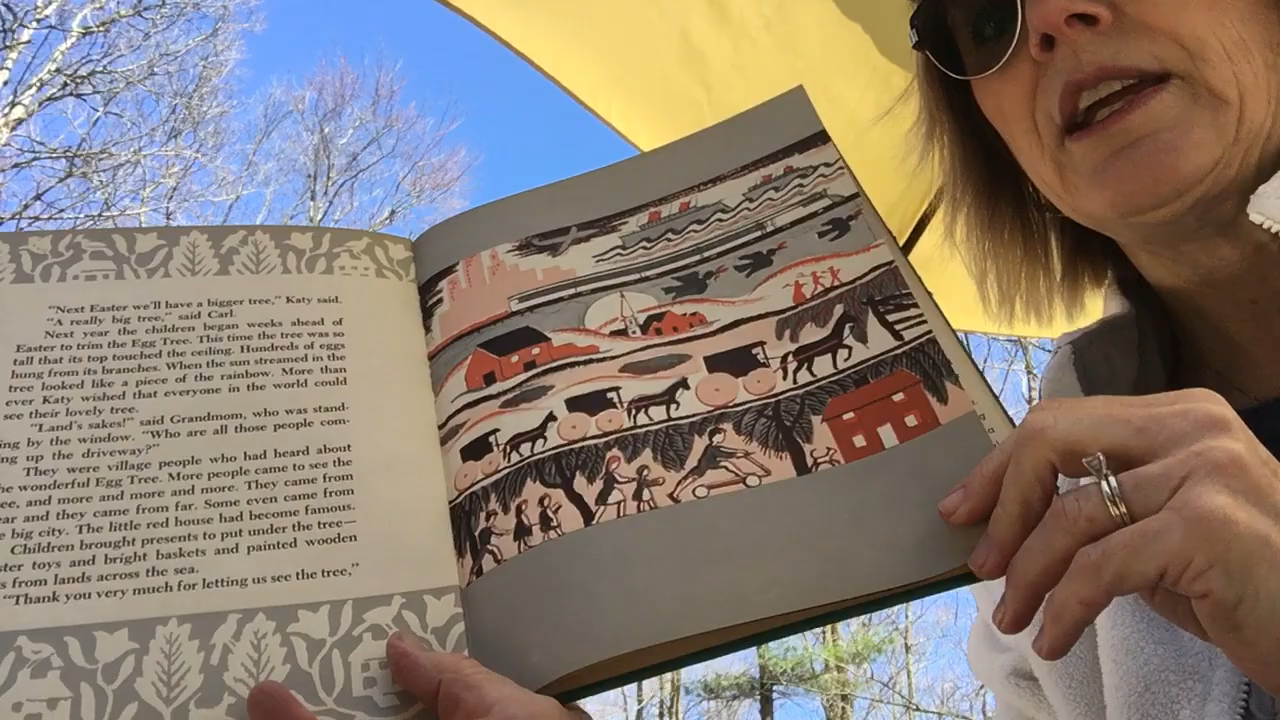 "Next Easter we'll have a bigger tree," Katy said.
"A really big tree," said Carl.
Next year the children began weeks ahead of
Easter to trim the Egg Tree. This time the tree was so
tall that its top touched the ceiling. Hundreds of eggs
hung from its branches. When the sun streamed in the
tree looked like a piece of the rainbow. More than
ever Katy wished that everyone in the world could
see their lovely tree.
"Land's sakes!" said Grandmom, who was stand-
ing by the window. "Who are all those people com-
ng up the driveway?"
They were village people who had heard about
he wonderful Egg Tree. More people came to see the
ee, and more and more and more. They came from
ear and they came from far. Some even came from
e big city. The little red house had become famous.
Children brought presents to put under the tree—
ster toys and bright baskets and painted wooden
s from lands across the sea.
"Thank you very much for letting us see the tree,"